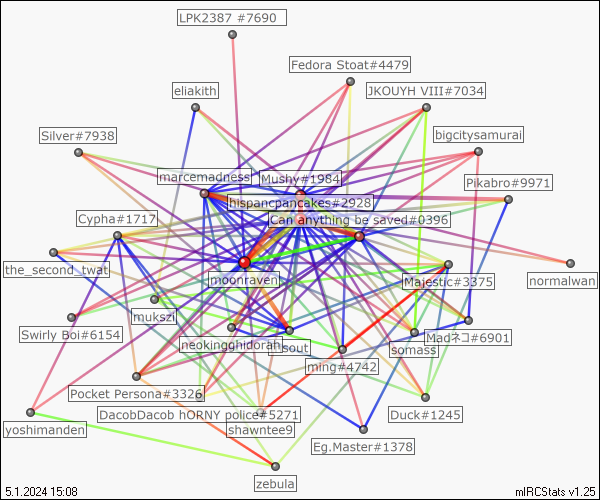 LPK2387 #7690
Fedora Stoat#4479
eliakith
JKOUYH VIII#7034
Silver#7938
bigcitysamurai
marcemadness
Mushy#1984
Pikabro#9971
hispancpancakes#2928
Cypha#1717
Can anything be saved#0396
the_second_twat
moonraven
Majestic#3375
normalwan
mukszi
Swirly Boi#6154
neokingghidorah
sout
somass
Madネコ#6901
ming#4742
Pocket Persona#3326
DacobDacob hORNY police#5271
Duck#1245
yoshimanden
shawntee9
Eg.Master#1378
zebula
5.1.2024 15:08
mIRCStats v1.25